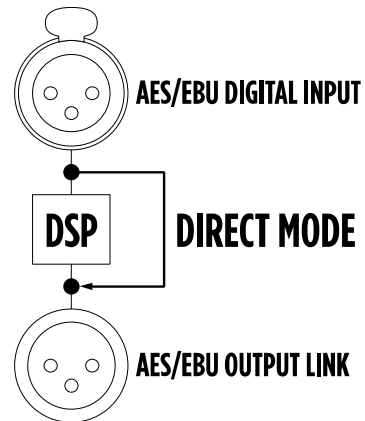 AES/EBU DIGITAL INPUT
DSP
DIRECT MODE
AES/EBU OUTPUT LINK